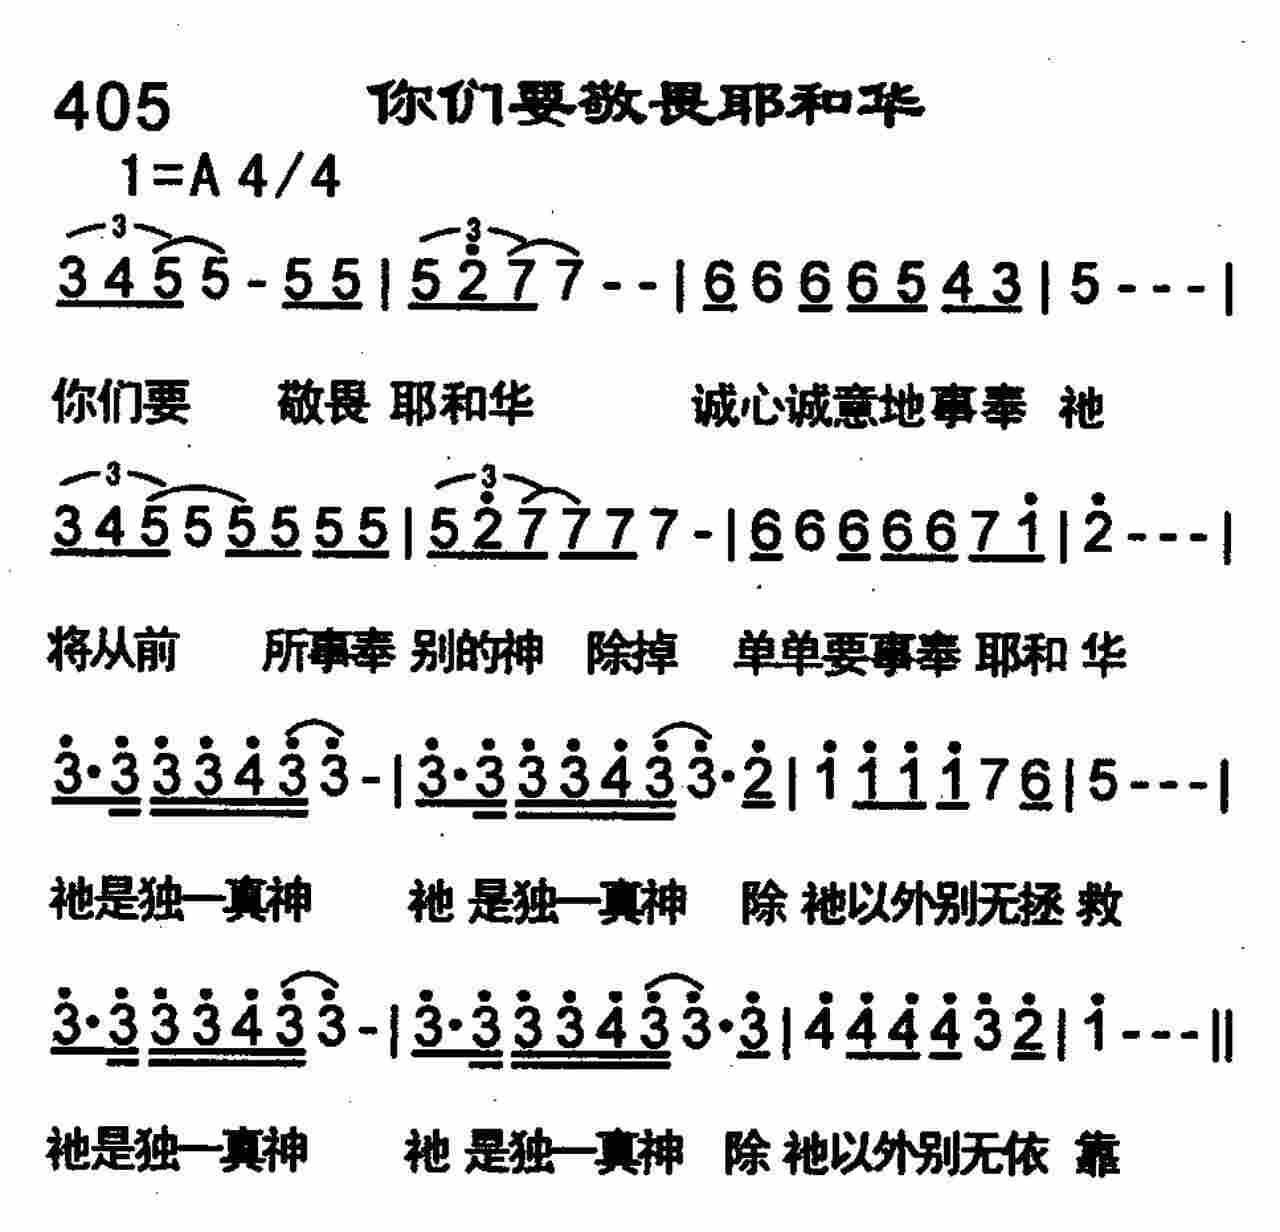 405 你们要敬畏耶和华
1=A 4/4
3 4 5 5 - 5 5 | 5 2̇ 7 7 - - | 6 6 6 6 5 4 3 | 5 - - - |
你们要 敬畏 耶和华 诚心诚意地事奉 祂
3 4 5 5 5 5 5 5 | 5 2̇ 7 7 7 7 - | 6 6 6 6 6 7 1̇ | 2̇ - - - |
将从前 所事奉 别的神 除掉 单单要事奉 耶和 华
3̇· 3̇ 3̇ 3̇ 4̇ 3̇ 3̇ - | 3̇· 3̇ 3̇ 3̇ 4̇ 3̇ 3̇· 2̇ | 1̇ 1̇ 1̇ 1̇ 7 6 | 5 - - - |
祂是独一真神 祂 是独一真神 除 祂以外别无拯 救
3̇· 3̇ 3̇ 3̇ 4̇ 3̇ 3̇ - | 3̇· 3̇ 3̇ 3̇ 4̇ 3̇ 3̇· 3̇ | 4̇ 4̇ 4̇ 4̇ 3̇ 2̇ | 1̇ - - - ||
祂是独一真神 祂 是独一真神 除 祂以外别无依 靠